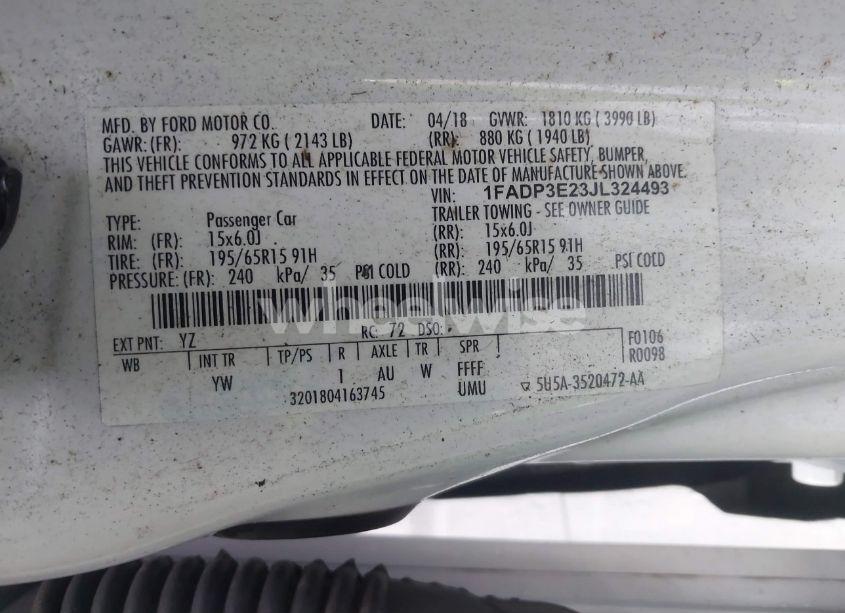 MFD. BY FORD MOTOR CO. DATE: 04/18 GVWR: 1810 KG ( 3990 LB)
GAWR: (FR): 972 KG ( 2143 LB) (RR): 880 KG ( 1940 LB)
THIS VEHICLE CONFORMS TO ALL APPLICABLE FEDERAL MOTOR VEHICLE SAFETY, BUMPER,
AND THEFT PREVENTION STANDARDS IN EFFECT ON THE DATE OF MANUFACTURE SHOWN ABOVE.
VIN: 1FADP3E23JL324493
TYPE: Passenger Car TRAILER TOWING - SEE OWNER GUIDE
RIM: (FR): 15x6.0J (RR): 15x6.0J
TIRE: (FR): 195/65R15 91H (RR): 195/65R15 91H
PRESSURE: (FR): 240 kPa/ 35 PSI COLD (RR): 240 kPa/ 35 PSI COLD
wheelwise
EXT PNT: YZ RC: 72 DSO: F0106
WB INT TR TP/PS R AXLE TR SPR R0098
YW 1 AU W FFFF
3201804163745 UMU 5U5A-3520472-AA